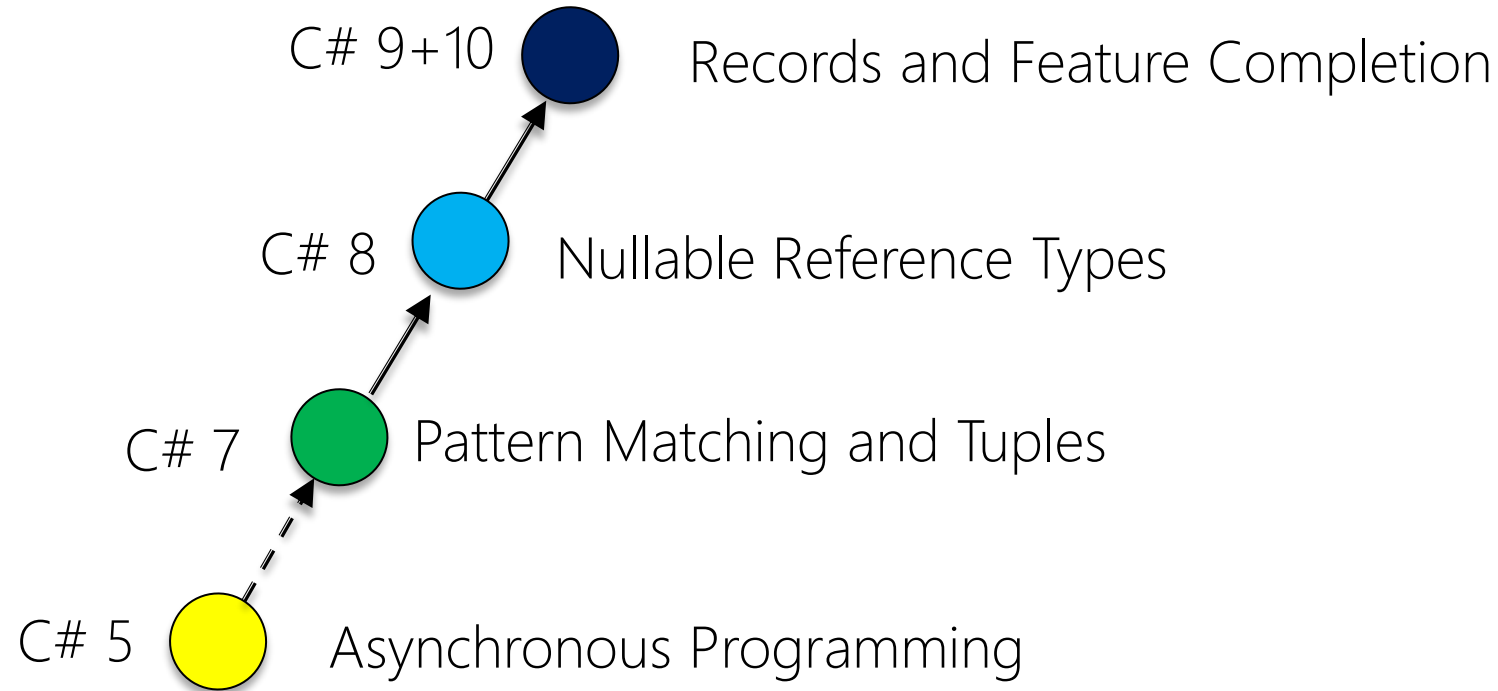 C# 9+10 Records and Feature Completion
C# 8 Nullable Reference Types
C# 7 Pattern Matching and Tuples
C# 5 Asynchronous Programming